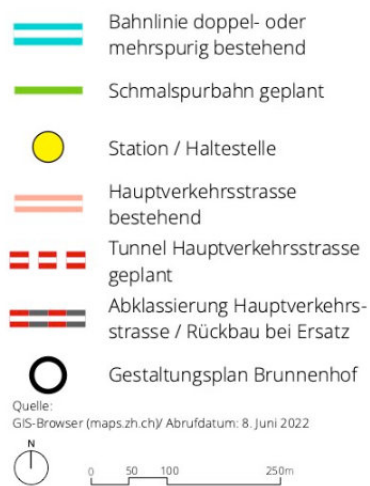 Bahnlinie doppel- oder
mehrspurig bestehend
Schmalspurbahn geplant
Station / Haltestelle
Hauptverkehrsstrasse
bestehend
Tunnel Hauptverkehrsstrasse
geplant
Abklassierung Hauptverkehrs-
strasse / Rückbau bei Ersatz
Gestaltungsplan Brunnenhof
Quelle:
GIS-Browser (maps.zh.ch)/ Abrufdatum: 8. Juni 2022
N
0 50 100 250m